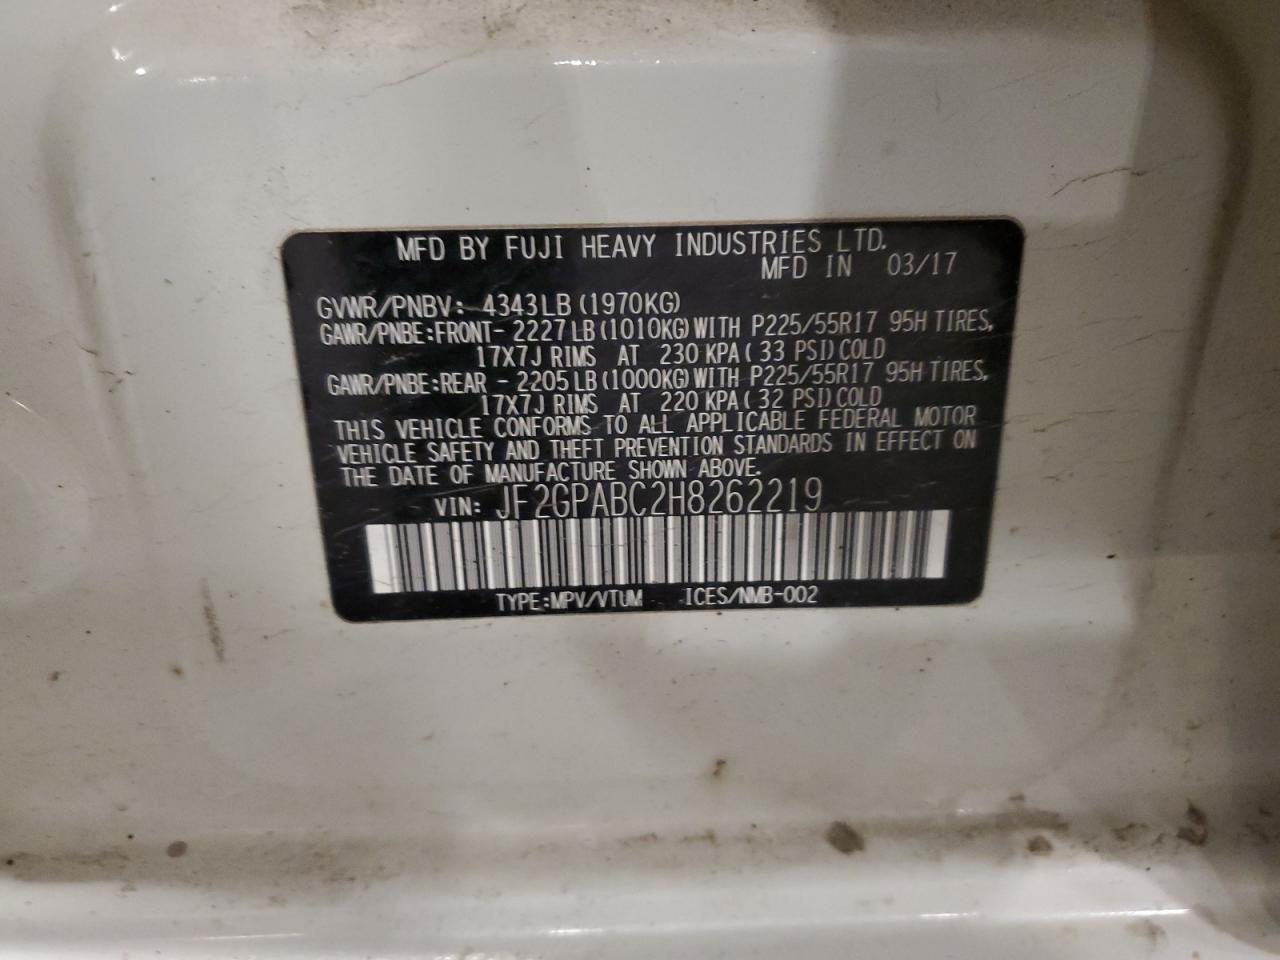 MFD BY FUJI HEAVY INDUSTRIES LTD.
MFD IN 03/17
GVWR/PNBV: 4343LB (1970KG)
GAWR/PNBE:FRONT- 2227LB(1010KG)WITH P225/55R17 95H TIRES,
17X7J RIMS AT 230 KPA( 33 PSI)COLD
GAWR/PNBE:REAR - 2205LB(1000KG)WITH P225/55R17 95H TIRES,
17X7J RIMS AT 220 KPA( 32 PSI)COLD
THIS VEHICLE CONFORMS TO ALL APPLICABLE FEDERAL MOTOR
VEHICLE SAFETY AND THEFT PREVENTION STANDARDS IN EFFECT ON
THE DATE OF MANUFACTURE SHOWN ABOVE.
VIN: JF2GPABC2H8262219
TYPE:MPV/VTUM ICES/NMB-002